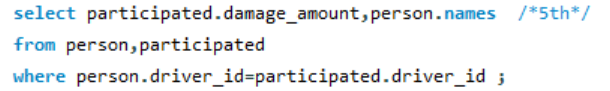 select participated.damage_amount,person.names  /*5th*/
from person,participated
where person.driver_id=participated.driver_id ;